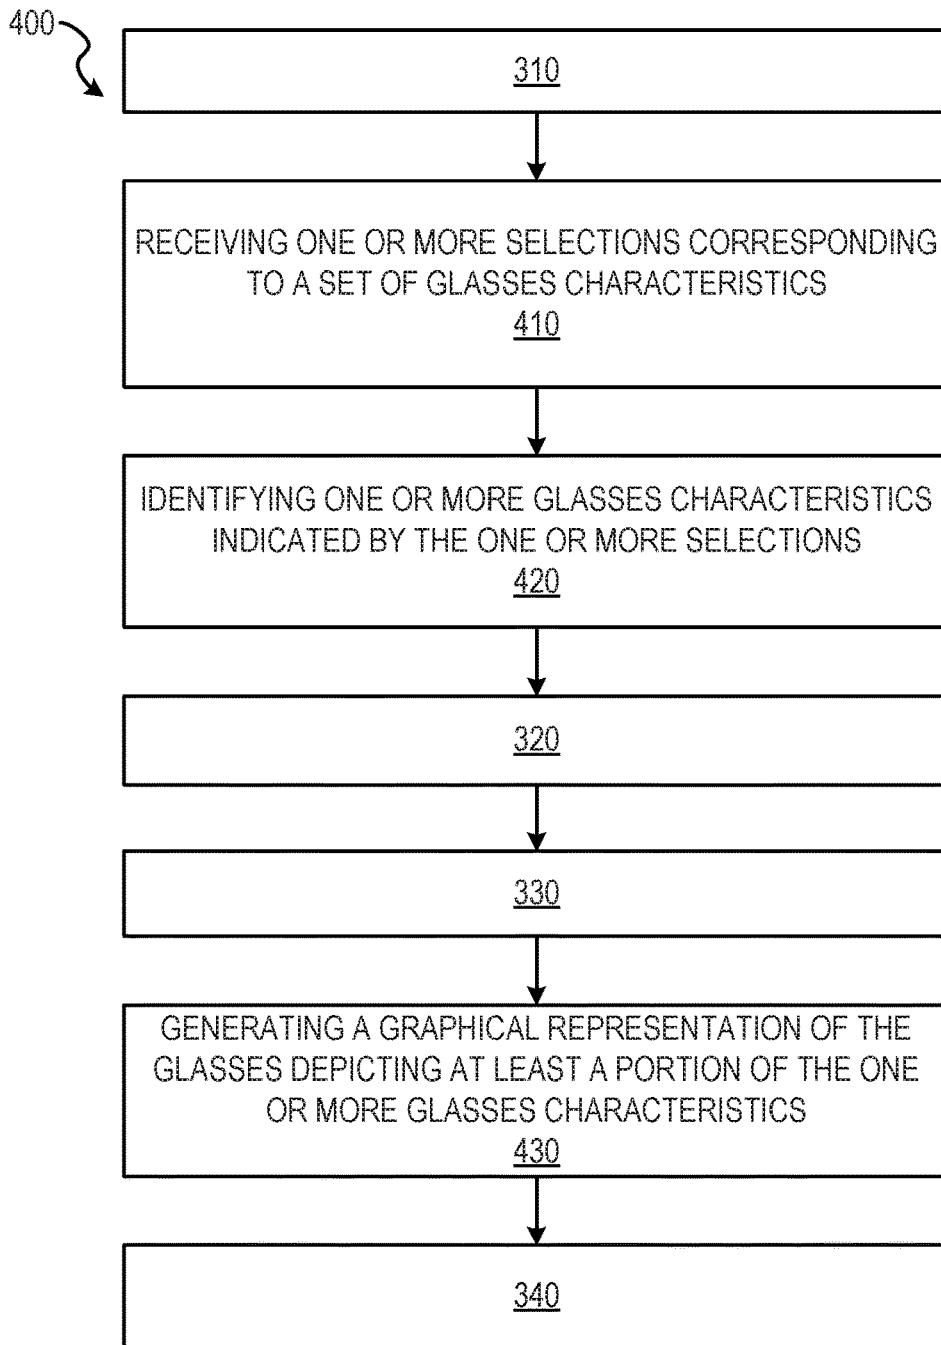 400
310
RECEIVING ONE OR MORE SELECTIONS CORRESPONDING
TO A SET OF GLASSES CHARACTERISTICS
410
IDENTIFYING ONE OR MORE GLASSES CHARACTERISTICS
INDICATED BY THE ONE OR MORE SELECTIONS
420
320
330
GENERATING A GRAPHICAL REPRESENTATION OF THE
GLASSES DEPICTING AT LEAST A PORTION OF THE ONE
OR MORE GLASSES CHARACTERISTICS
430
340